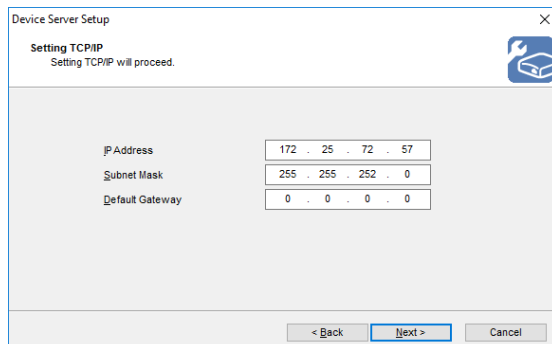 Device Server Setup
Setting TCP/IP
Setting TCP/IP will proceed.
IP Address 172 . 25 . 72 . 57
Subnet Mask 255 . 255 . 252 . 0
Default Gateway 0 . 0 . 0 . 0
< Back Next > Cancel